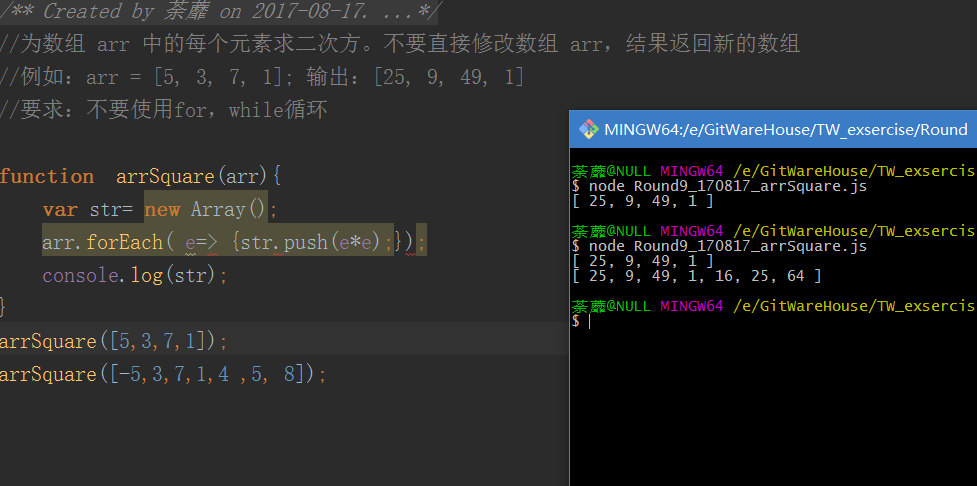 /** Created by 荼蘼 on 2017-08-17. ...*/
//为数组 arr 中的每个元素求二次方。不要直接修改数组 arr，结果返回新的数组
//例如：arr = [5, 3, 7, 1]; 输出：[25, 9, 49, 1]
//要求：不要使用for，while循环
function  arrSquare(arr){
    var str= new Array();
    arr.forEach( e=> {str.push(e*e);});
    console.log(str);
}
arrSquare([5,3,7,1]);
arrSquare([-5,3,7,1,4 ,5, 8]);
MINGW64:/e/GitWareHouse/TW_exsercise/Round
荼蘼@NULL MINGW64 /e/GitWareHouse/TW_exsercis
$ node Round9_170817_arrSquare.js
[ 25, 9, 49, 1 ]
荼蘼@NULL MINGW64 /e/GitWareHouse/TW_exsercis
$ node Round9_170817_arrSquare.js
[ 25, 9, 49, 1 ]
[ 25, 9, 49, 1, 16, 25, 64 ]
荼蘼@NULL MINGW64 /e/GitWareHouse/TW_exsercis
$